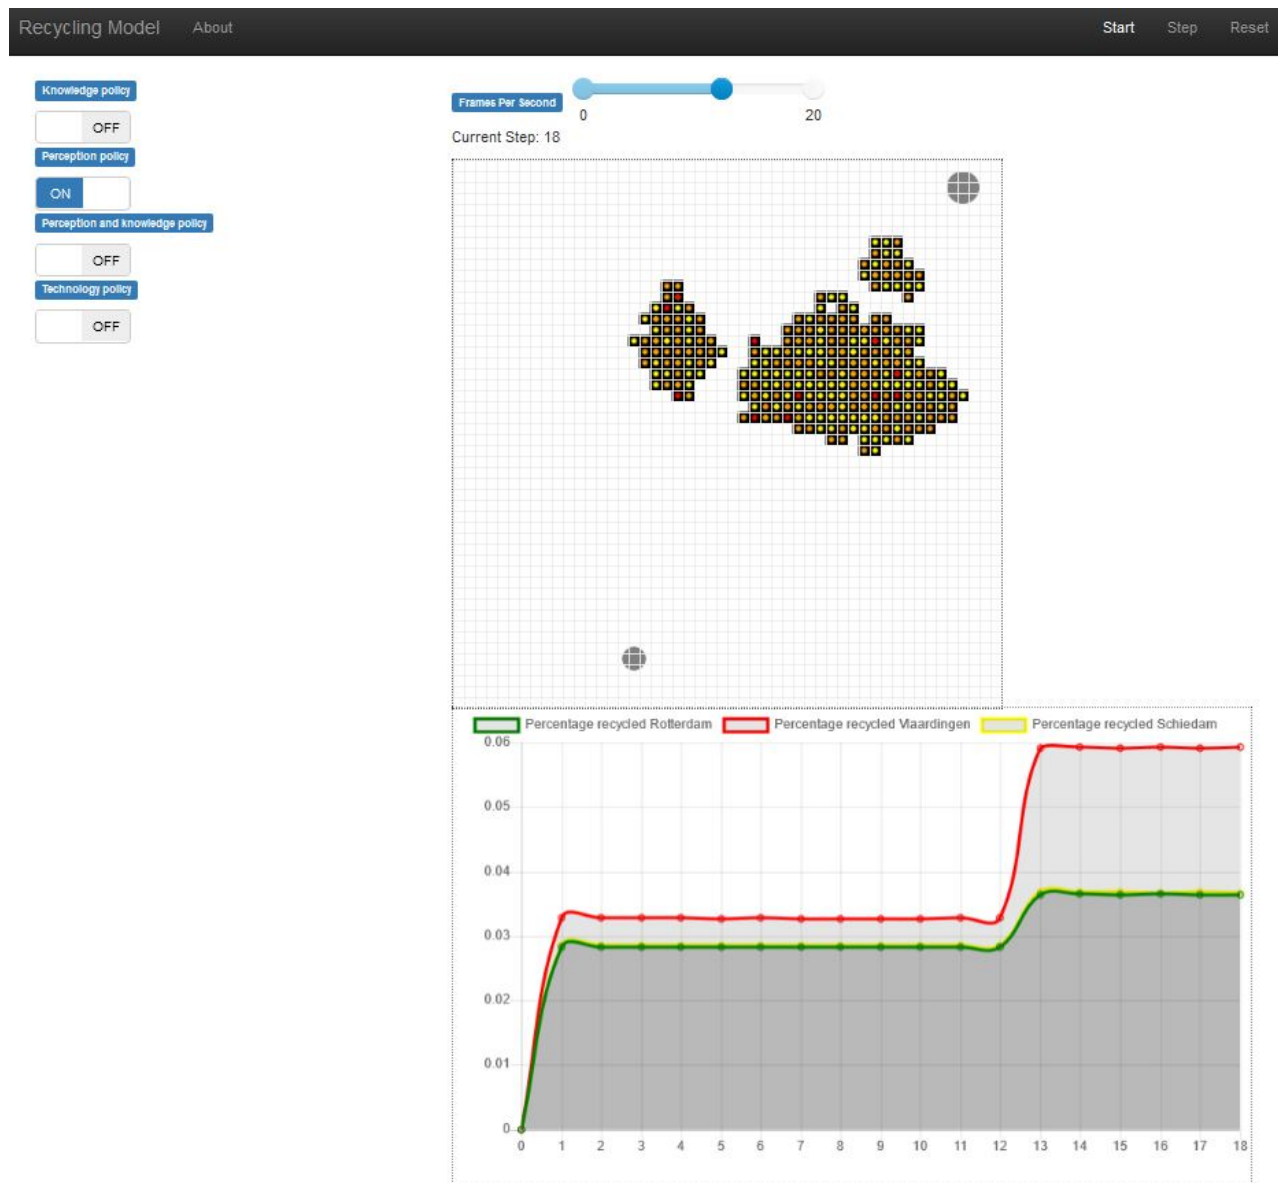 Recycling Model About Start Step Reset
Knowledge policy
OFF
Perception policy
ON
Perception and knowledge policy
OFF
Technology policy
OFF
Frames Per Second
0 20
Current Step: 18
Percentage recycled Rotterdam Percentage recycled Vlaardingen Percentage recycled Schiedam
0.06
0.05
0.04
0.03
0.02
0.01
0
0 1 2 3 4 5 6 7 8 9 10 11 12 13 14 15 16 17 18